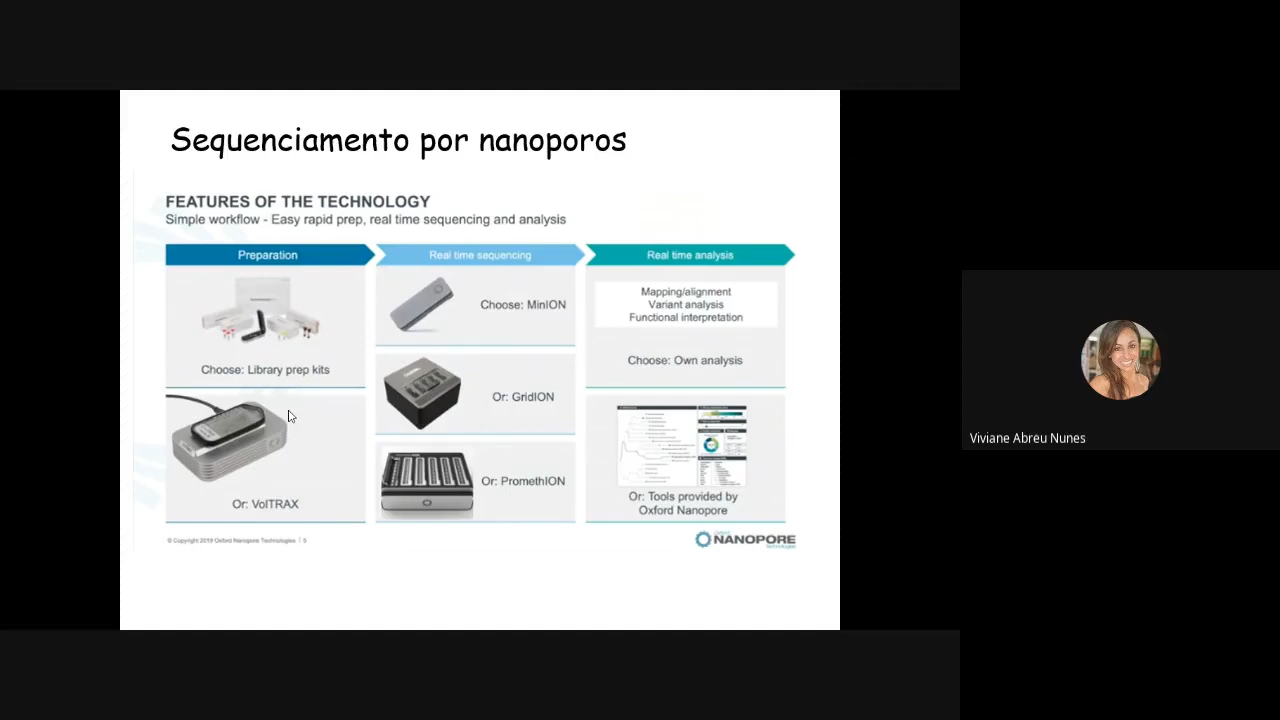 Sequenciamento por nanoporos
FEATURES OF THE TECHNOLOGY
Simple workflow - Easy rapid prep, real time sequencing and analysis
Preparation
Real time sequencing
Real time analysis
Choose: Library prep kits
Or: VolTRAX
Choose: MinION
Or: GridION
Or: PromethION
Mapping/alignment
Variant analysis
Functional interpretation
Choose: Own analysis
Or: Tools provided by
Oxford Nanopore
© Copyright 2019 Oxford Nanopore Technologies | 5
Oxford
NANOPORE
Technologies
Viviane Abreu Nunes